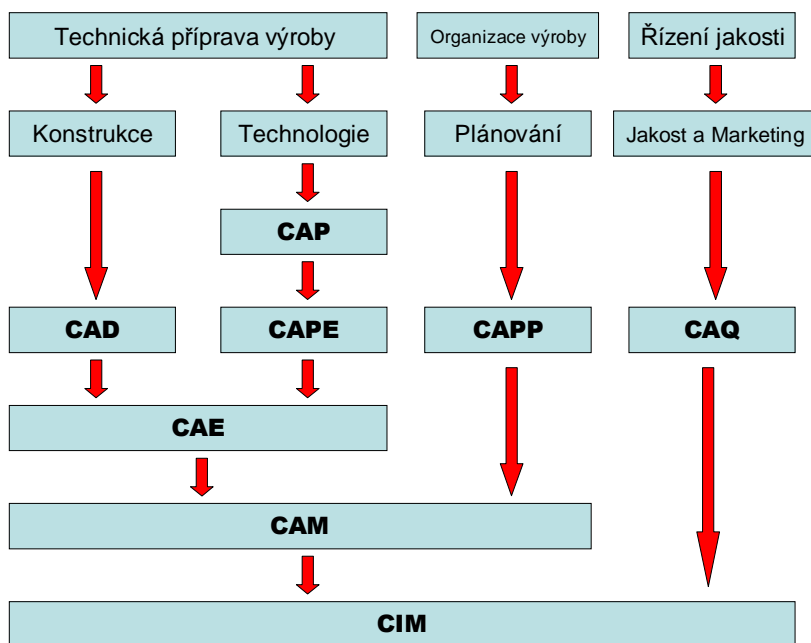 Technická příprava výroby
Organizace výroby
Řízení jakosti
Konstrukce
Technologie
Plánování
Jakost a Marketing
CAP
CAD
CAPE
CAPP
CAQ
CAE
CAM
CIM